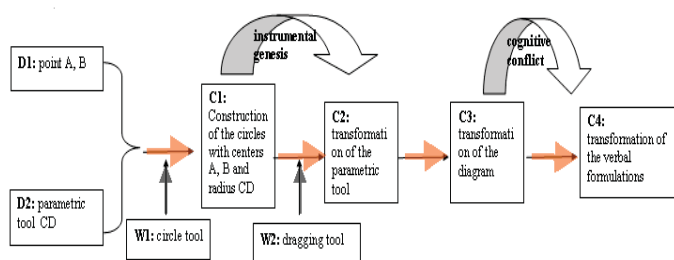 instrumental
genesis
cognitive
conflict
D1: point A, B
C1:
Construction
of the circles
with centers
A, B and
radius CD
C2:
transformati
on of the
parametric
tool
C3:
transformati
on of the
diagram
C4:
transformation of
the verbal
formulations
D2: parametric
tool CD
W1: circle tool
W2: dragging tool